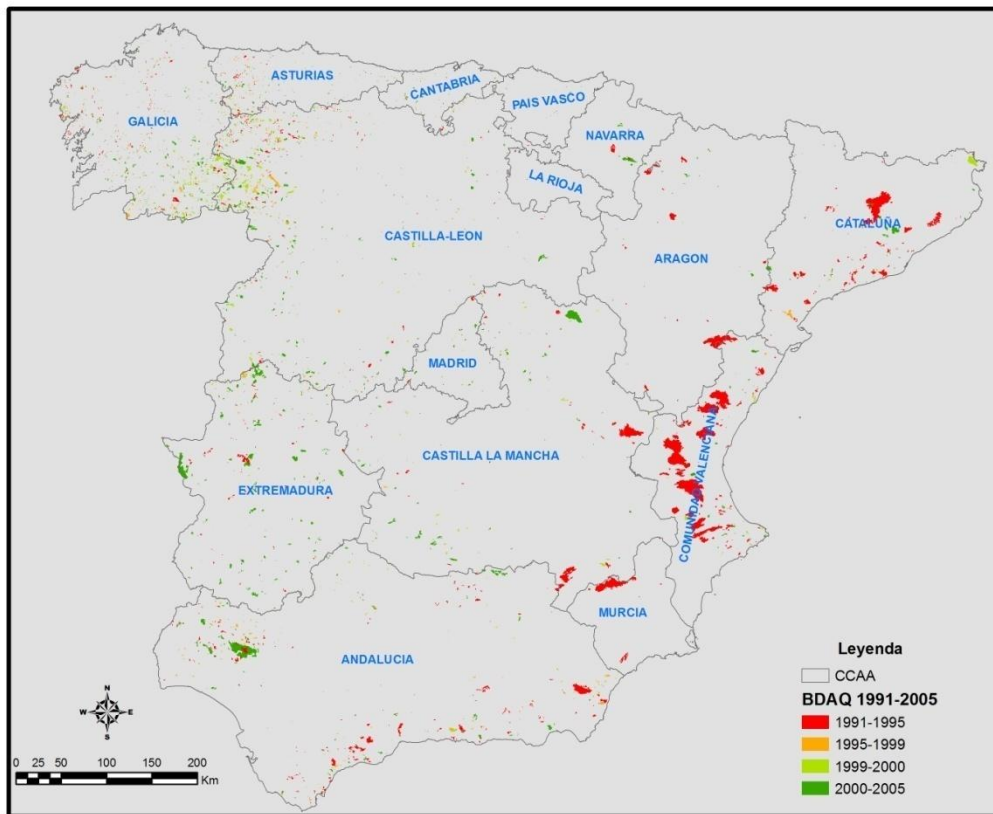 ASTURIAS
CANTABRIA
PAIS VASCO
GALICIA
NAVARRA
LA RIOJA
CATALUÑA
CASTILLA-LEON
ARAGON
MADRID
COMUNIDAD VALENCIANA
CASTILLA LA MANCHA
EXTREMADURA
MURCIA
ANDALUCIA
Leyenda
CCAA
BDAQ 1991-2005
1991-1995
1995-1999
1999-2000
2000-2005
N
W E
S
0 25 50 100 150 200
Km